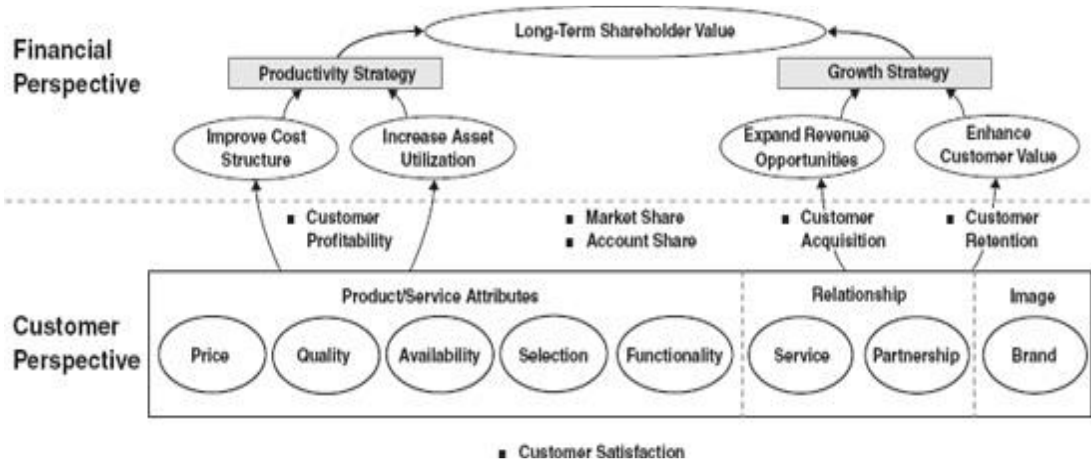 Long-Term Shareholder Value
Financial
Perspective
Productivity Strategy
Growth Strategy
Improve Cost
Structure
Increase Asset
Utilization
Expand Revenue
Opportunities
Enhance
Customer Value
▪ Customer
Profitability
▪ Market Share
▪ Account Share
▪ Customer
Acquisition
▪ Customer
Retention
Customer
Perspective
Product/Service Attributes
Relationship
Image
Price
Quality
Availability
Selection
Functionality
Service
Partnership
Brand
▪ Customer Satisfaction